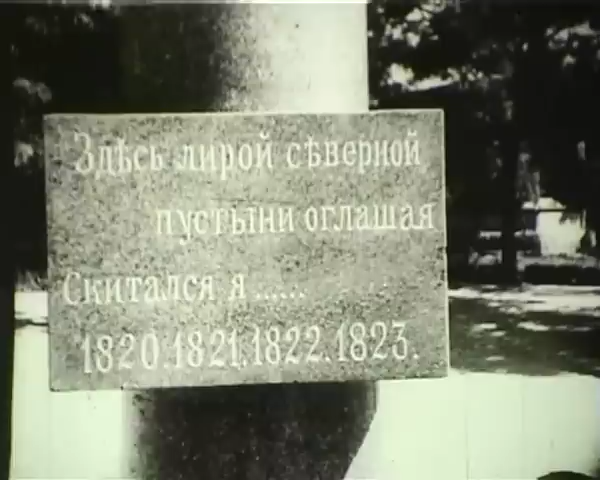 Здѣсь лирой сѣверной
пустыни оглашая
Скитался я ......
1820.1821.1822.1823.